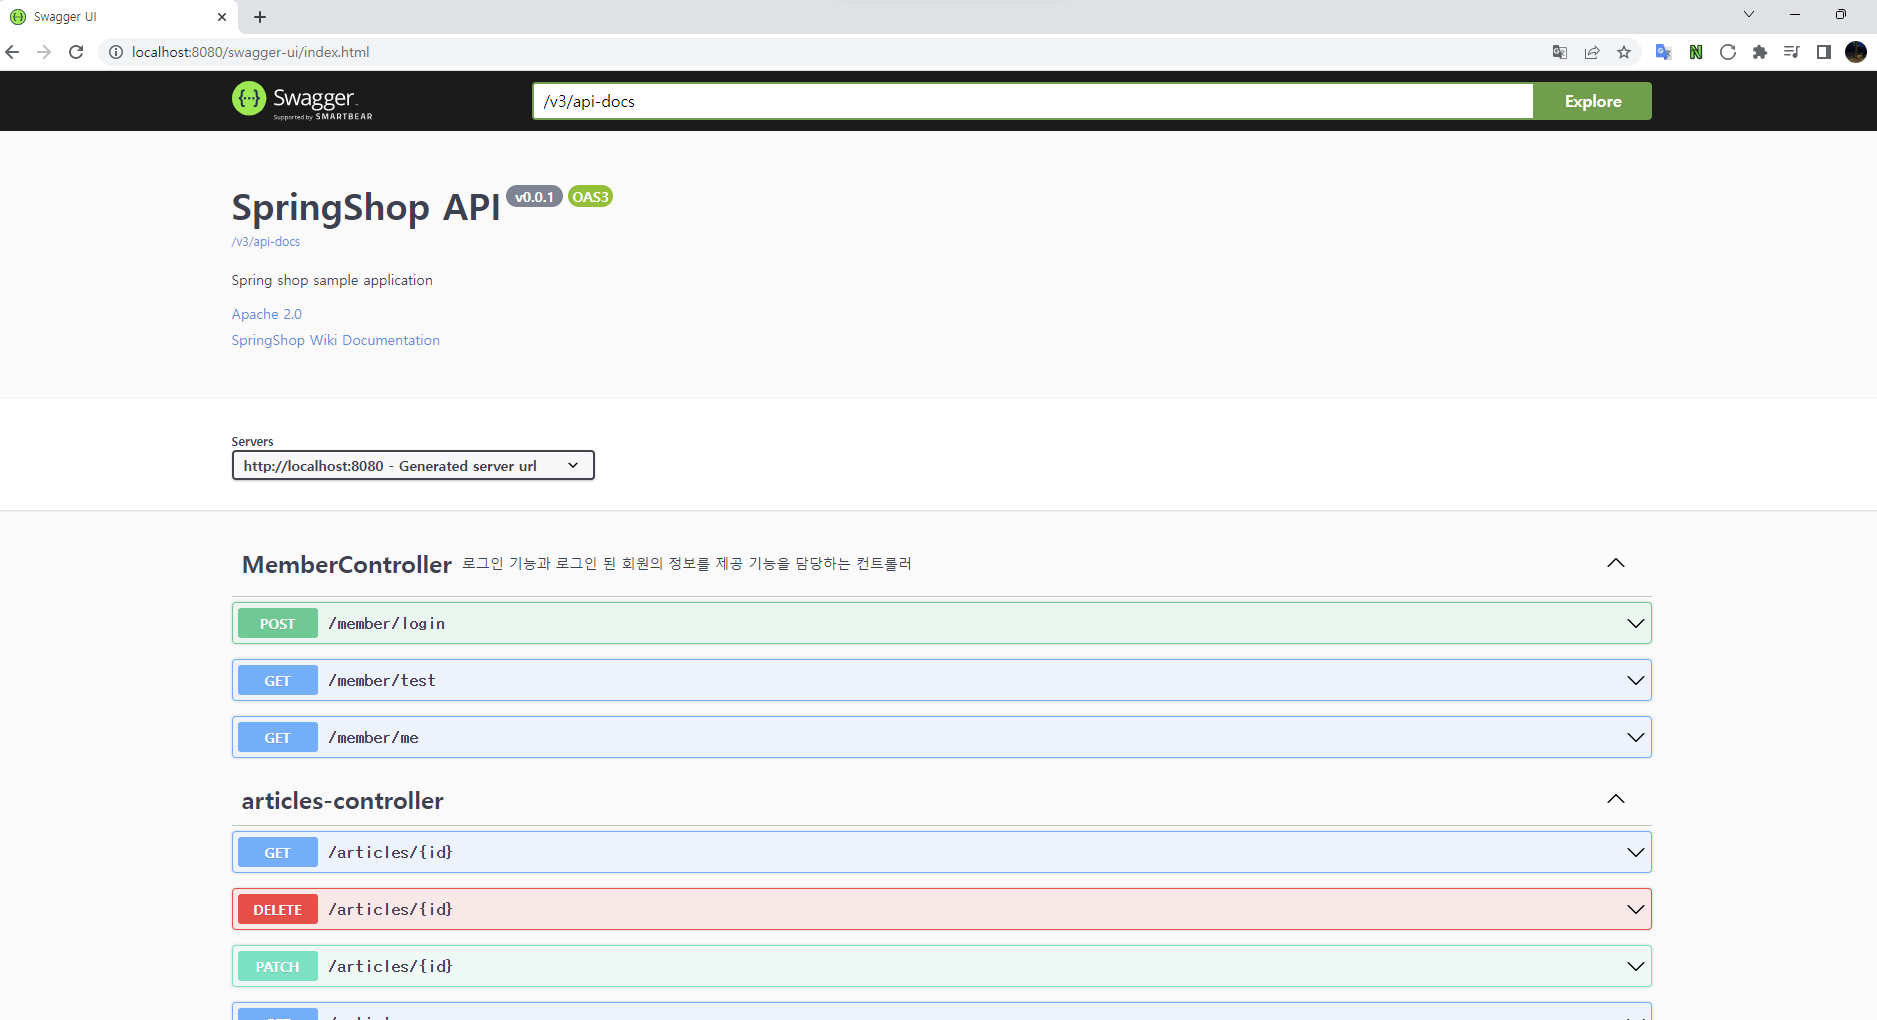 Swagger UI
localhost:8080/swagger-ui/index.html
Swagger
Supported by SMARTBEAR
/v3/api-docs
Explore
SpringShop API v0.0.1 OAS3
/v3/api-docs
Spring shop sample application
Apache 2.0
SpringShop Wiki Documentation
Servers
http://localhost:8080 - Generated server url
MemberController 로그인 기능과 로그인 된 회원의 정보를 제공 기능을 담당하는 컨트롤러
POST /member/login
GET /member/test
GET /member/me
articles-controller
GET /articles/{id}
DELETE /articles/{id}
PATCH /articles/{id}